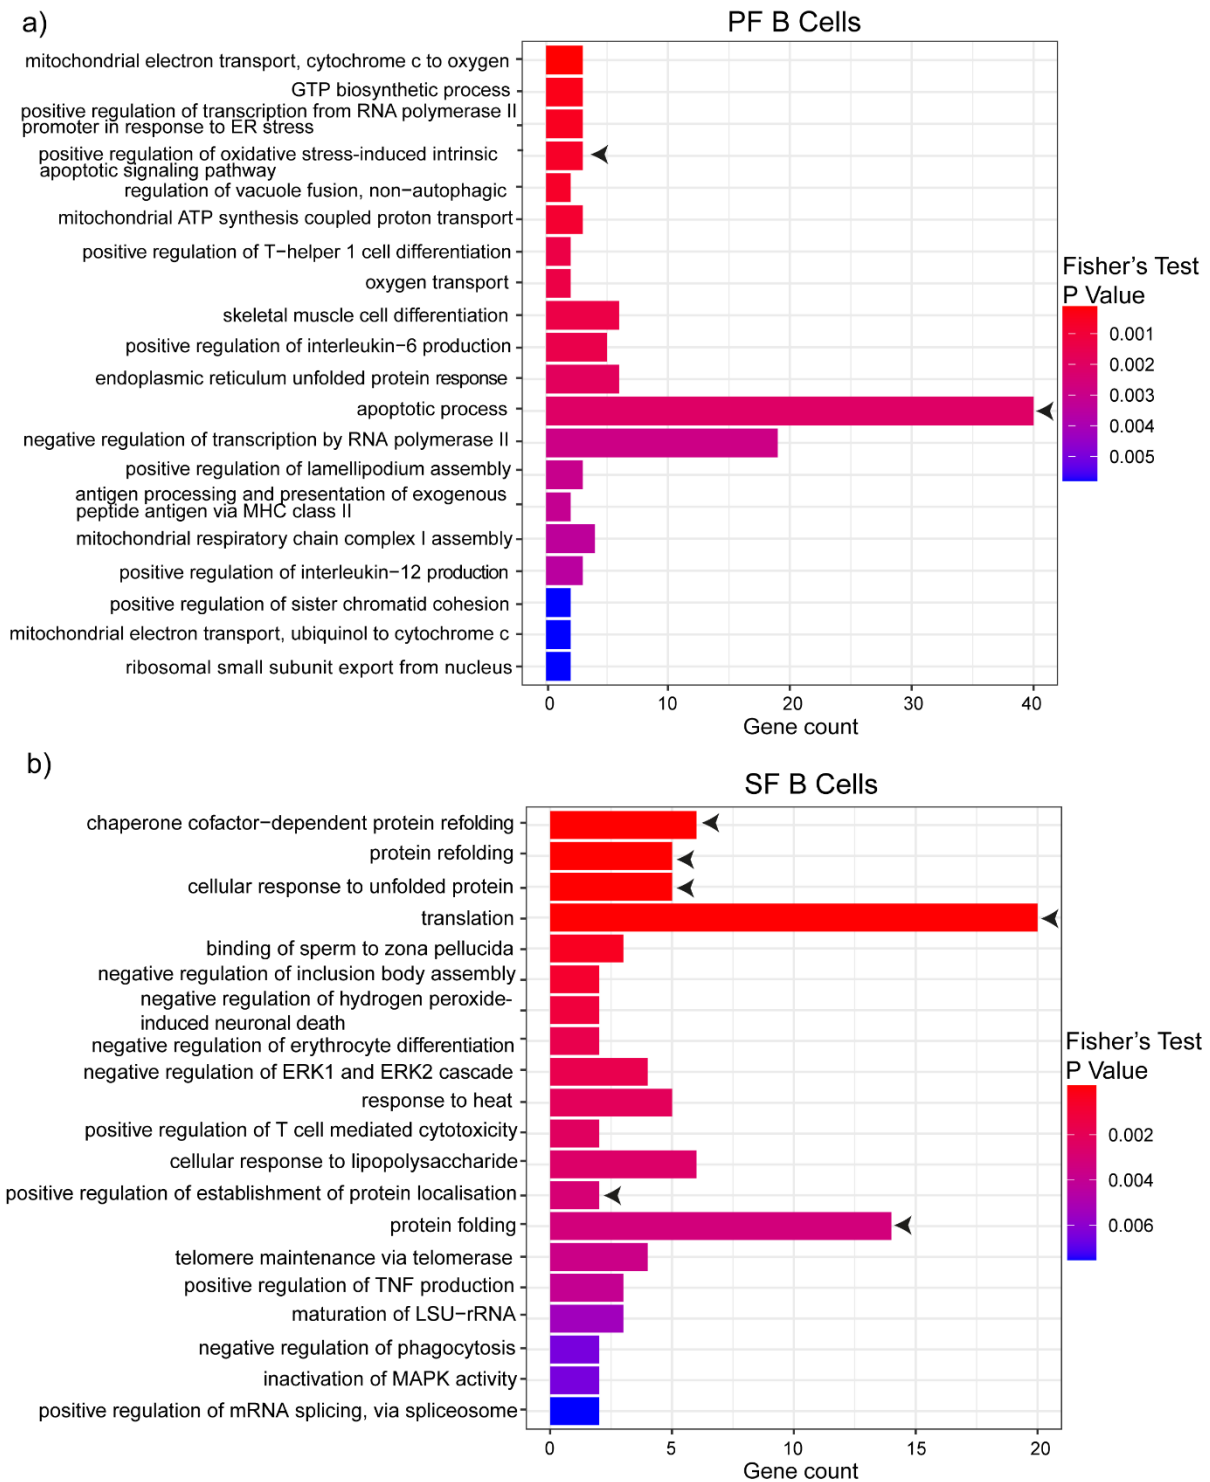 a)
PF B Cells
mitochondrial electron transport, cytochrome c to oxygen
GTP biosynthetic process
positive regulation of transcription from RNA polymerase II
promoter in response to ER stress
positive regulation of oxidative stress-induced intrinsic
apoptotic signaling pathway
regulation of vacuole fusion, non−autophagic
mitochondrial ATP synthesis coupled proton transport
positive regulation of T−helper 1 cell differentiation
oxygen transport
skeletal muscle cell differentiation
positive regulation of interleukin−6 production
endoplasmic reticulum unfolded protein response
apoptotic process
negative regulation of transcription by RNA polymerase II
positive regulation of lamellipodium assembly
antigen processing and presentation of exogenous
peptide antigen via MHC class II
mitochondrial respiratory chain complex I assembly
positive regulation of interleukin−12 production
positive regulation of sister chromatid cohesion
mitochondrial electron transport, ubiquinol to cytochrome c
ribosomal small subunit export from nucleus
0 10 20 30 40
Gene count
Fisher’s Test
P Value
0.001
0.002
0.003
0.004
0.005
b)
SF B Cells
chaperone cofactor−dependent protein refolding
protein refolding
cellular response to unfolded protein
translation
binding of sperm to zona pellucida
negative regulation of inclusion body assembly
negative regulation of hydrogen peroxide-
induced neuronal death
negative regulation of erythrocyte differentiation
negative regulation of ERK1 and ERK2 cascade
response to heat
positive regulation of T cell mediated cytotoxicity
cellular response to lipopolysaccharide
positive regulation of establishment of protein localisation
protein folding
telomere maintenance via telomerase
positive regulation of TNF production
maturation of LSU−rRNA
negative regulation of phagocytosis
inactivation of MAPK activity
positive regulation of mRNA splicing, via spliceosome
0 5 10 15 20
Gene count
Fisher’s Test
P Value
0.002
0.004
0.006